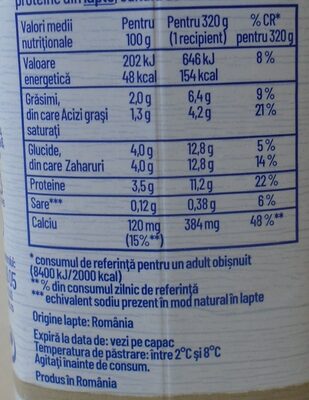 proteine din lapte,
Valori medii nutriționale Pentru 100 g Pentru 320 g (1 recipient) % CR* pentru 320 g
Valoare energetică 202 kJ 48 kcal 646 kJ 154 kcal 8 %
Grăsimi, 2,0 g 6,4 g 9 %
din care Acizi grași saturați 1,3 g 4,2 g 21 %
Glucide, 4,0 g 12,8 g 5 %
din care Zaharuri 4,0 g 12,8 g 14 %
Proteine 3,5 g 11,2 g 22 %
Sare*** 0,12 g 0,38 g 6 %
Calciu 120 mg (15%**) 384 mg 48 %**
* consumul de referință pentru un adult obișnuit
(8400 kJ/2000 kcal)
** % din consumul zilnic de referință
*** echivalent sodiu prezent în mod natural în lapte
Origine lapte: România
Expiră la data de: vezi pe capac
Temperatura de păstrare: între 2°C și 8°C
Agitați înainte de consum.
Produs în România